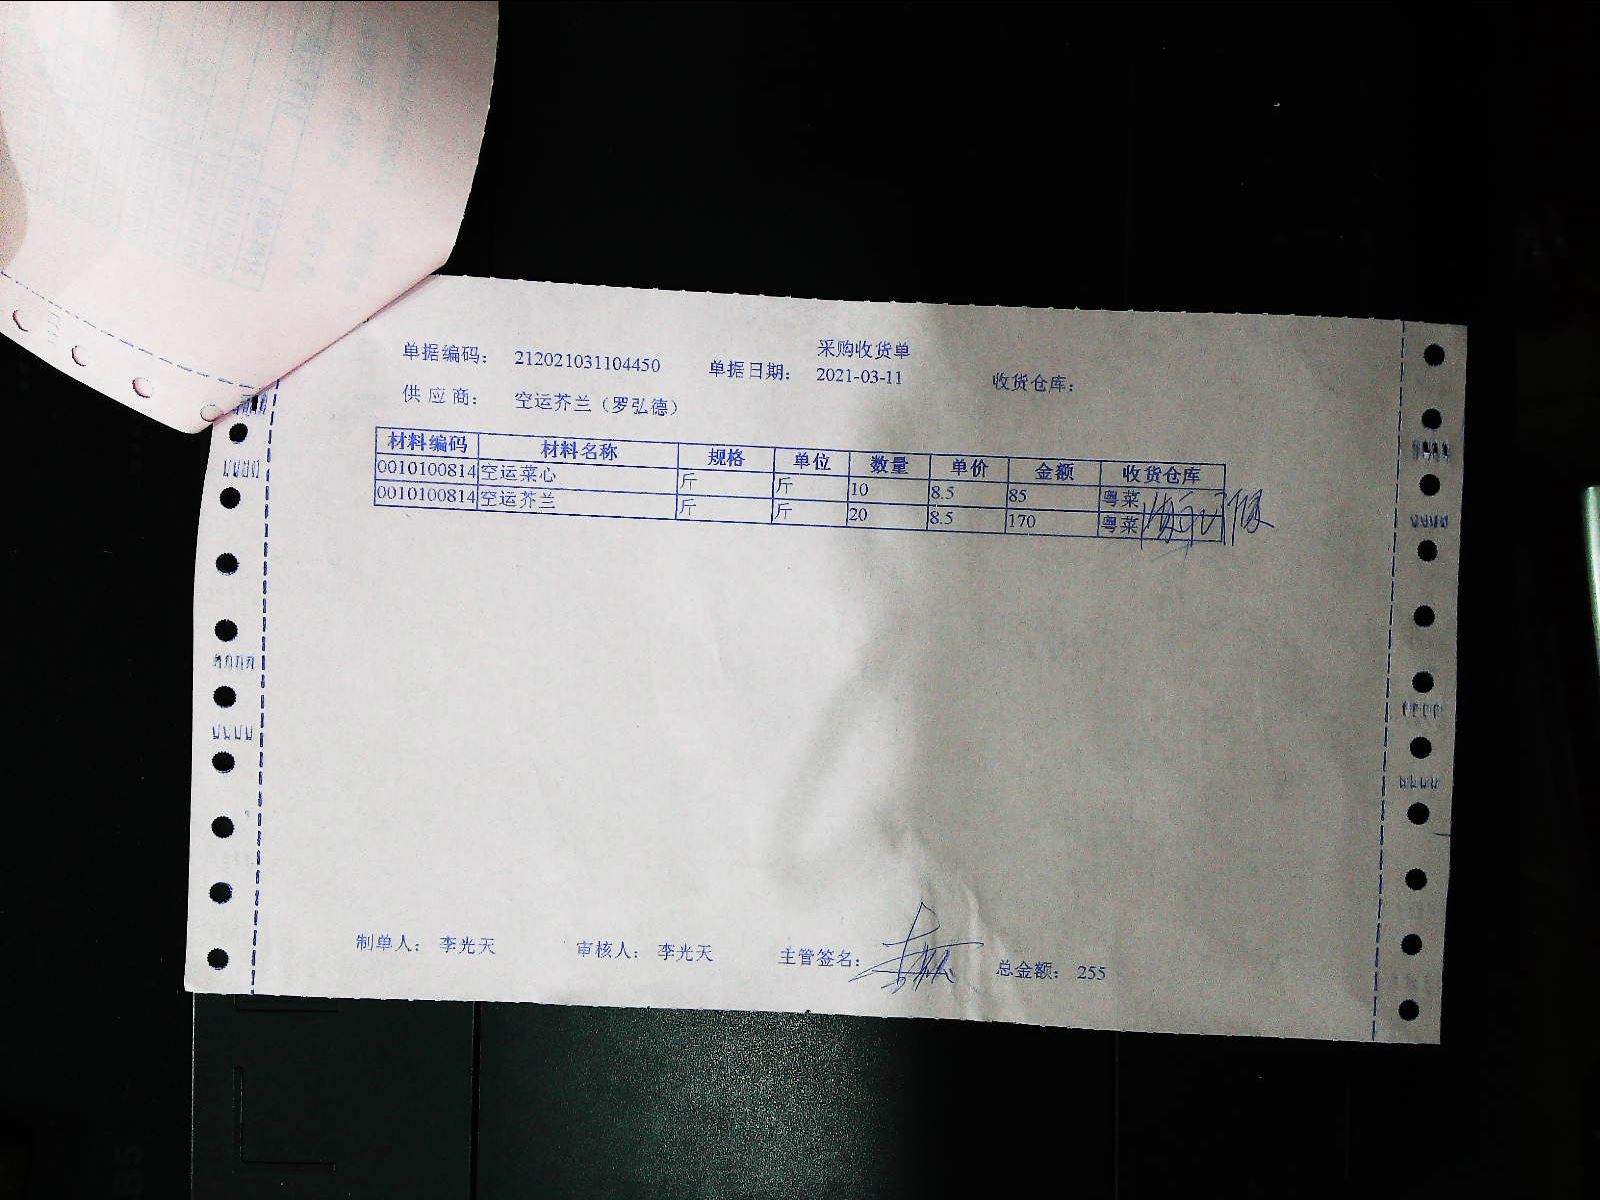 采购收货单
单据编码： 212021031104450 单据日期： 2021-03-11 收货仓库：
供 应 商： 空运芥兰（罗弘德）
材料编码 材料名称 规格 单位 数量 单价 金额 收货仓库
0010100814 空运菜心 斤 斤 10 8.5 85 粤菜
0010100814 空运芥兰 斤 斤 20 8.5 170 粤菜
制单人： 李光天 审核人： 李光天 主管签名： 总金额： 255